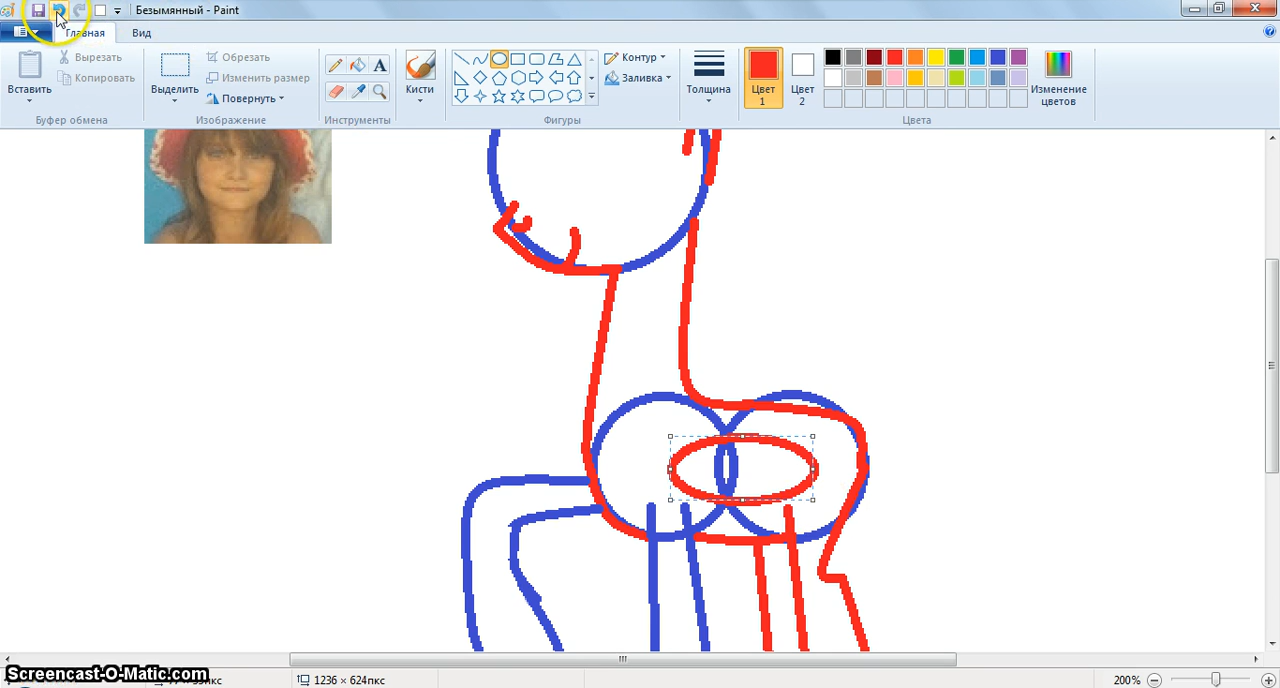 Безымянный - Paint
Главная
Вид
Вставить
Вырезать
Копировать
Буфер обмена
Выделить
Обрезать
Изменить размер
Повернуть
Изображение
A
Инструменты
Кисти
Контур
Заливка
Фигуры
Толщина
Цвет
1
Цвет
2
Изменение
цветов
Цвета
Screencast-O-Matic.com
1236 × 624пкс
200%